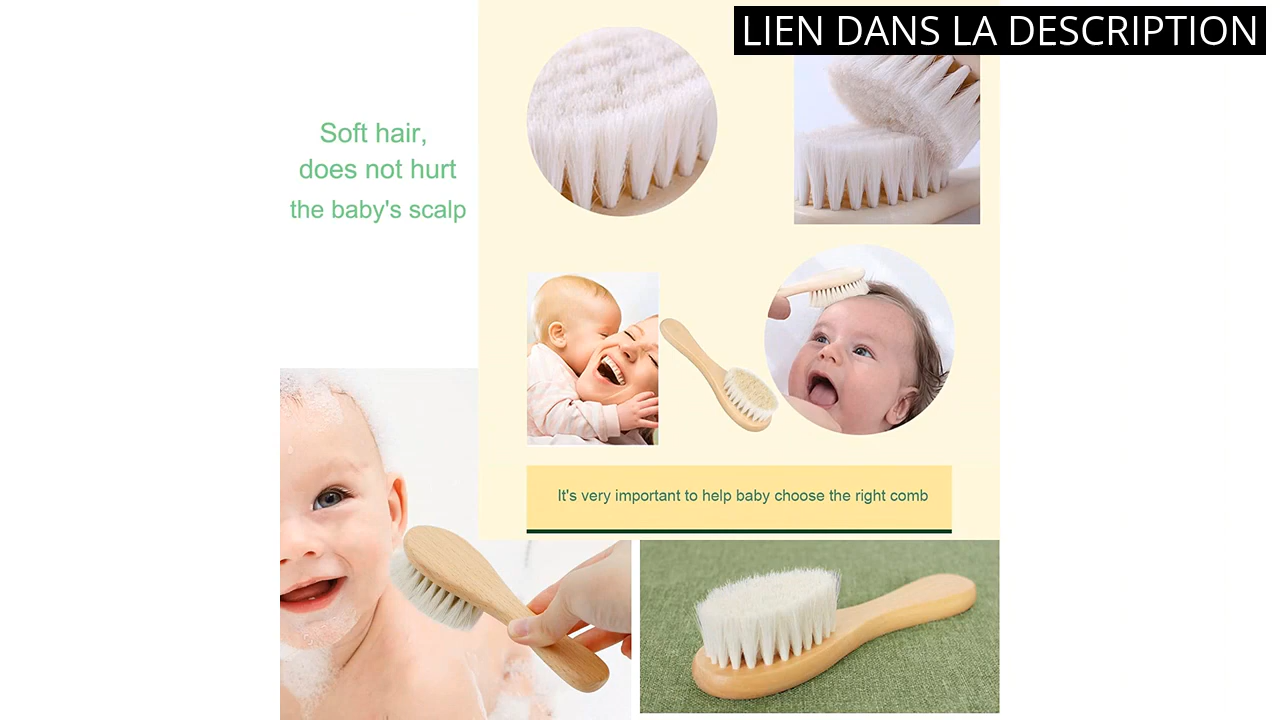 LIEN DANS LA DESCRIPTION
Soft hair,
does not hurt
the baby's scalp
It's very important to help baby choose the right comb